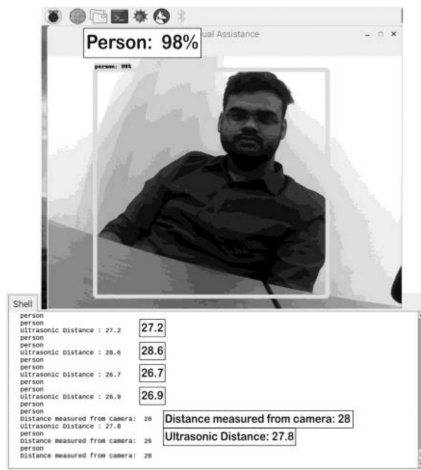 ual Assistance
Person: 98%
person: 98%
Shell
person
person
Ultrasonic Distance : 27.2
27.2
person
person
Ultrasonic Distance : 28.6
28.6
person
person
Ultrasonic Distance : 26.7
26.7
person
person
Ultrasonic Distance : 26.9
26.9
person
person
Distance measured from camera: 28
Distance measured from camera: 28
Ultrasonic Distance : 27.8
Ultrasonic Distance: 27.8
person
Distance measured from camera: 26
person
Distance measured from camera: 28